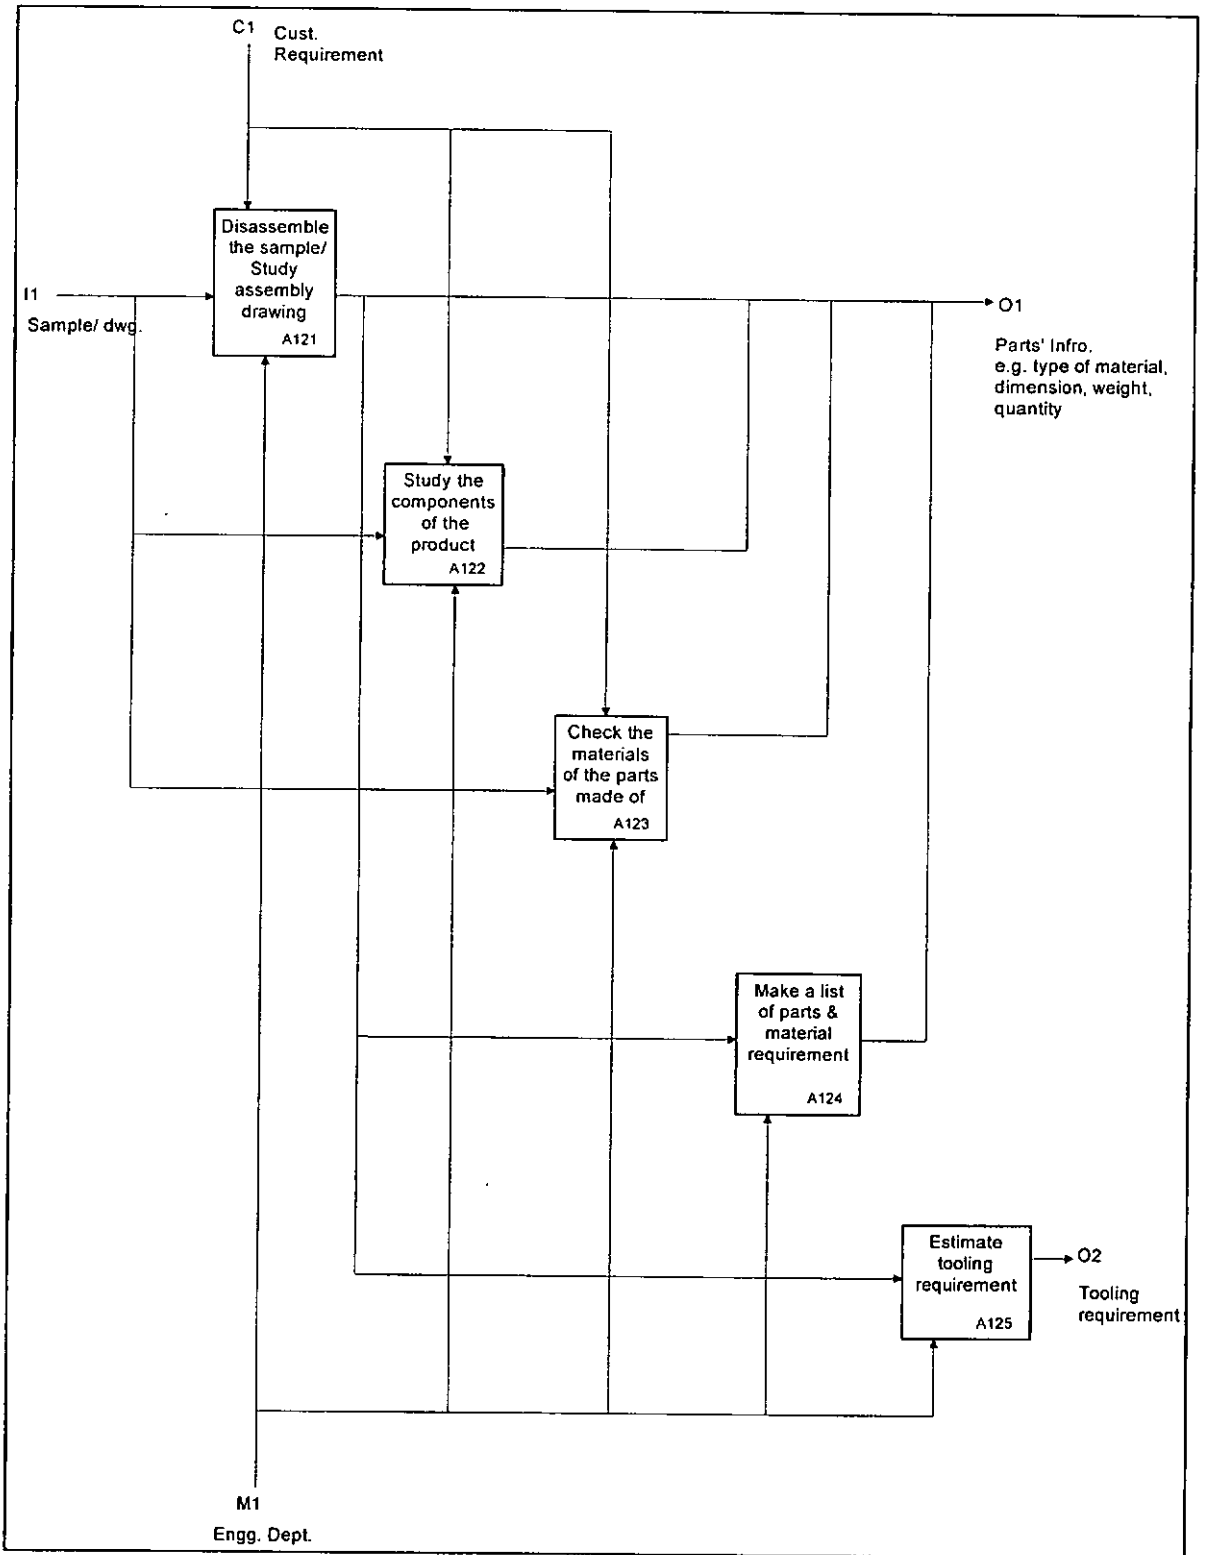 C1
Cust.
Requirement
Disassemble
the sample/
Study
assembly
drawing
A121
I1
Sample/ dwg.
O1
Parts' Infro.
e.g. type of material,
dimension, weight,
quantity
Study the
components
of the
product
A122
Check the
materials
of the parts
made of
A123
Make a list
of parts &
material
requirement
A124
Estimate
tooling
requirement
A125
O2
Tooling
requirement
M1
Engg. Dept.